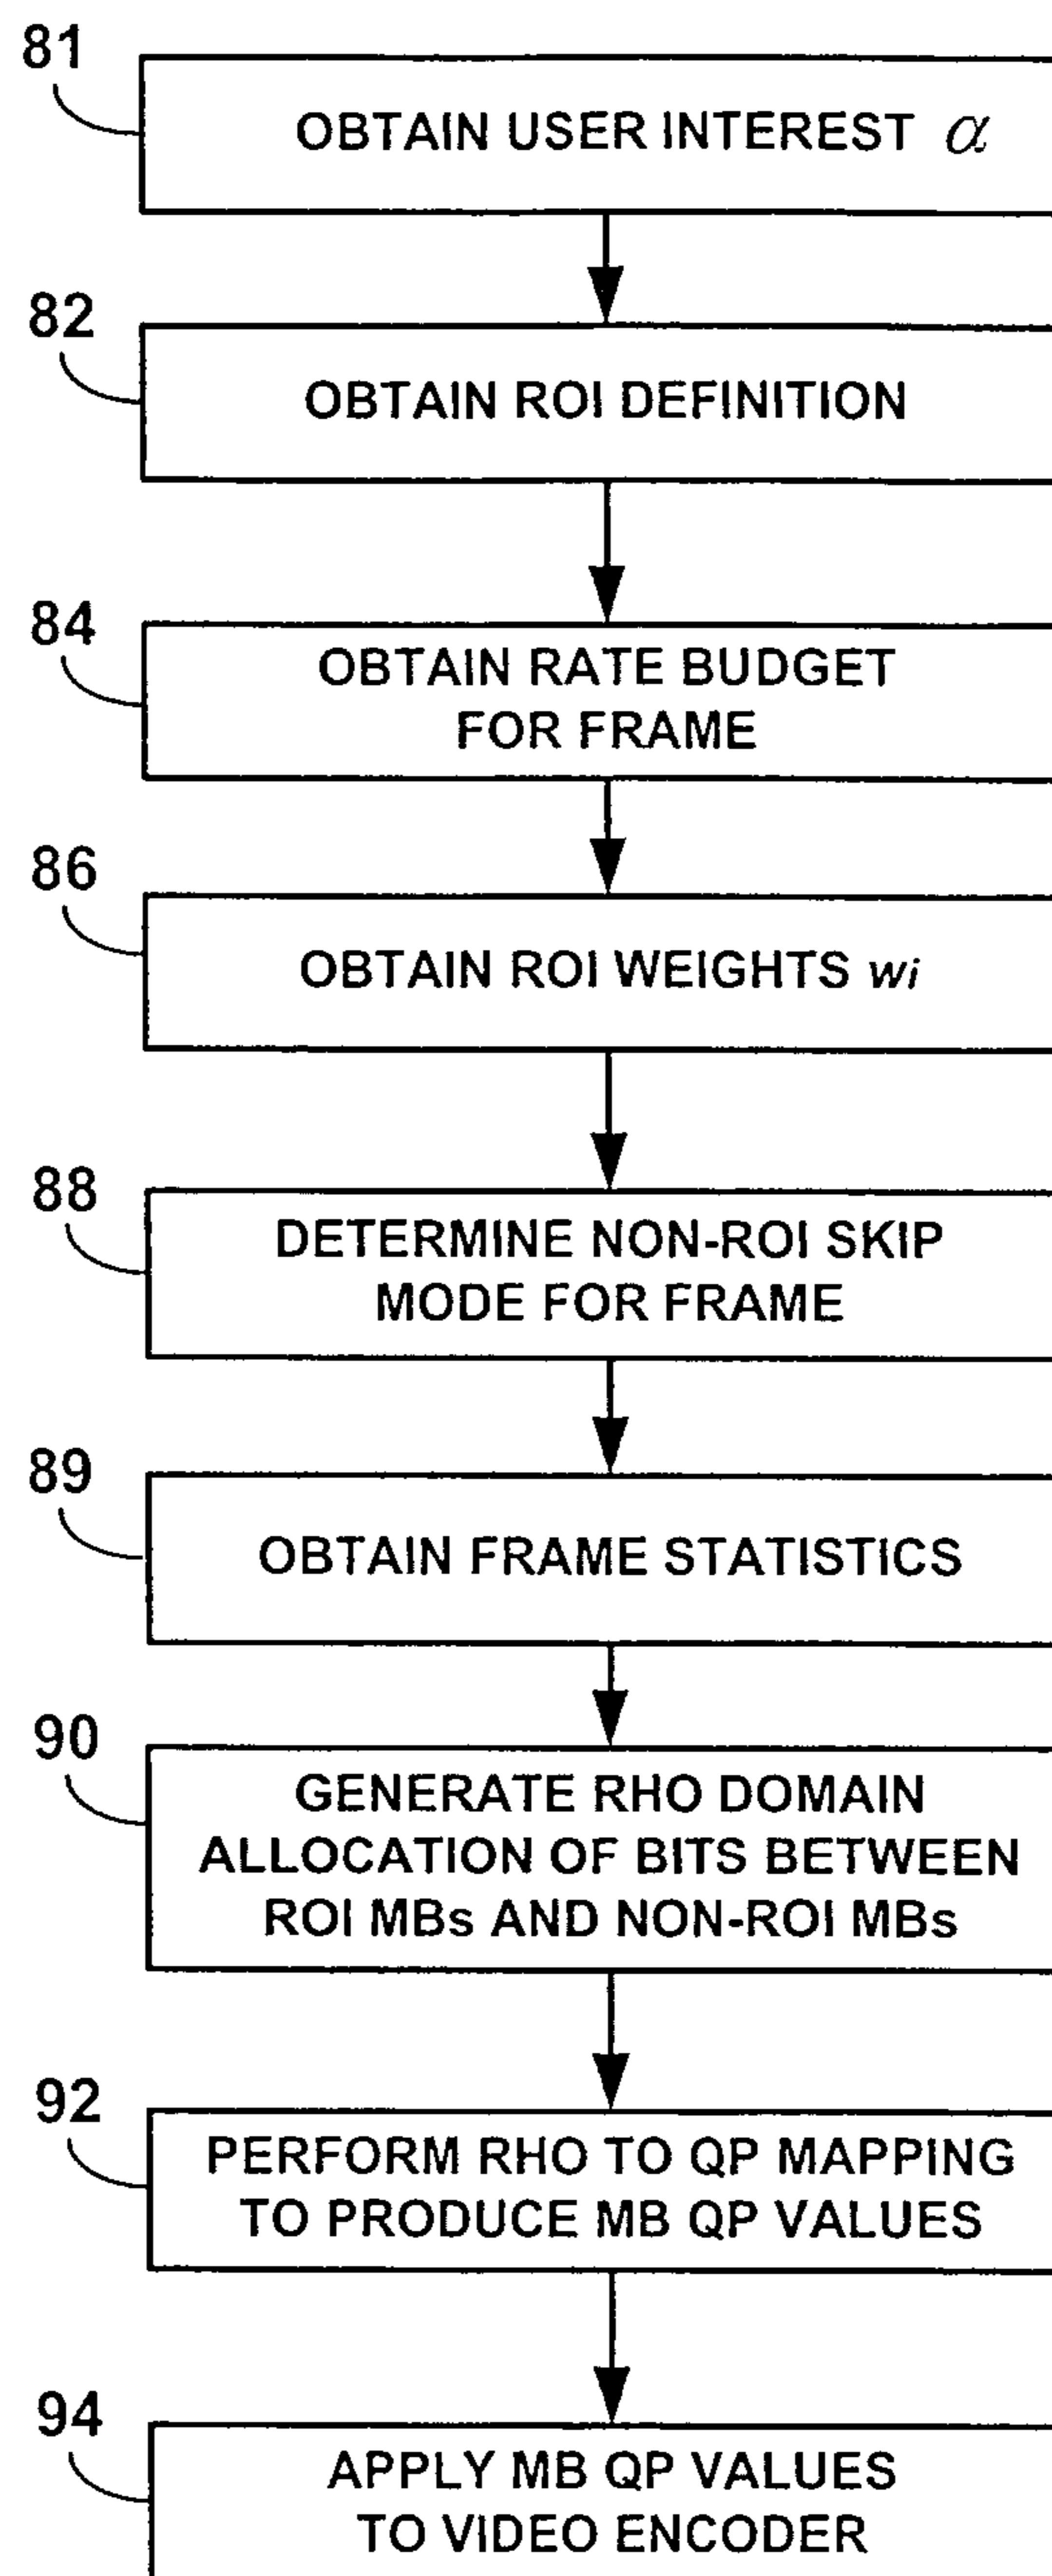 81
OBTAIN USER INTEREST α
82
OBTAIN ROI DEFINITION
84
OBTAIN RATE BUDGET
FOR FRAME
86
OBTAIN ROI WEIGHTS wi
88
DETERMINE NON-ROI SKIP
MODE FOR FRAME
89
OBTAIN FRAME STATISTICS
90
GENERATE RHO DOMAIN
ALLOCATION OF BITS BETWEEN
ROI MBs AND NON-ROI MBs
92
PERFORM RHO TO QP MAPPING
TO PRODUCE MB QP VALUES
94
APPLY MB QP VALUES
TO VIDEO ENCODER